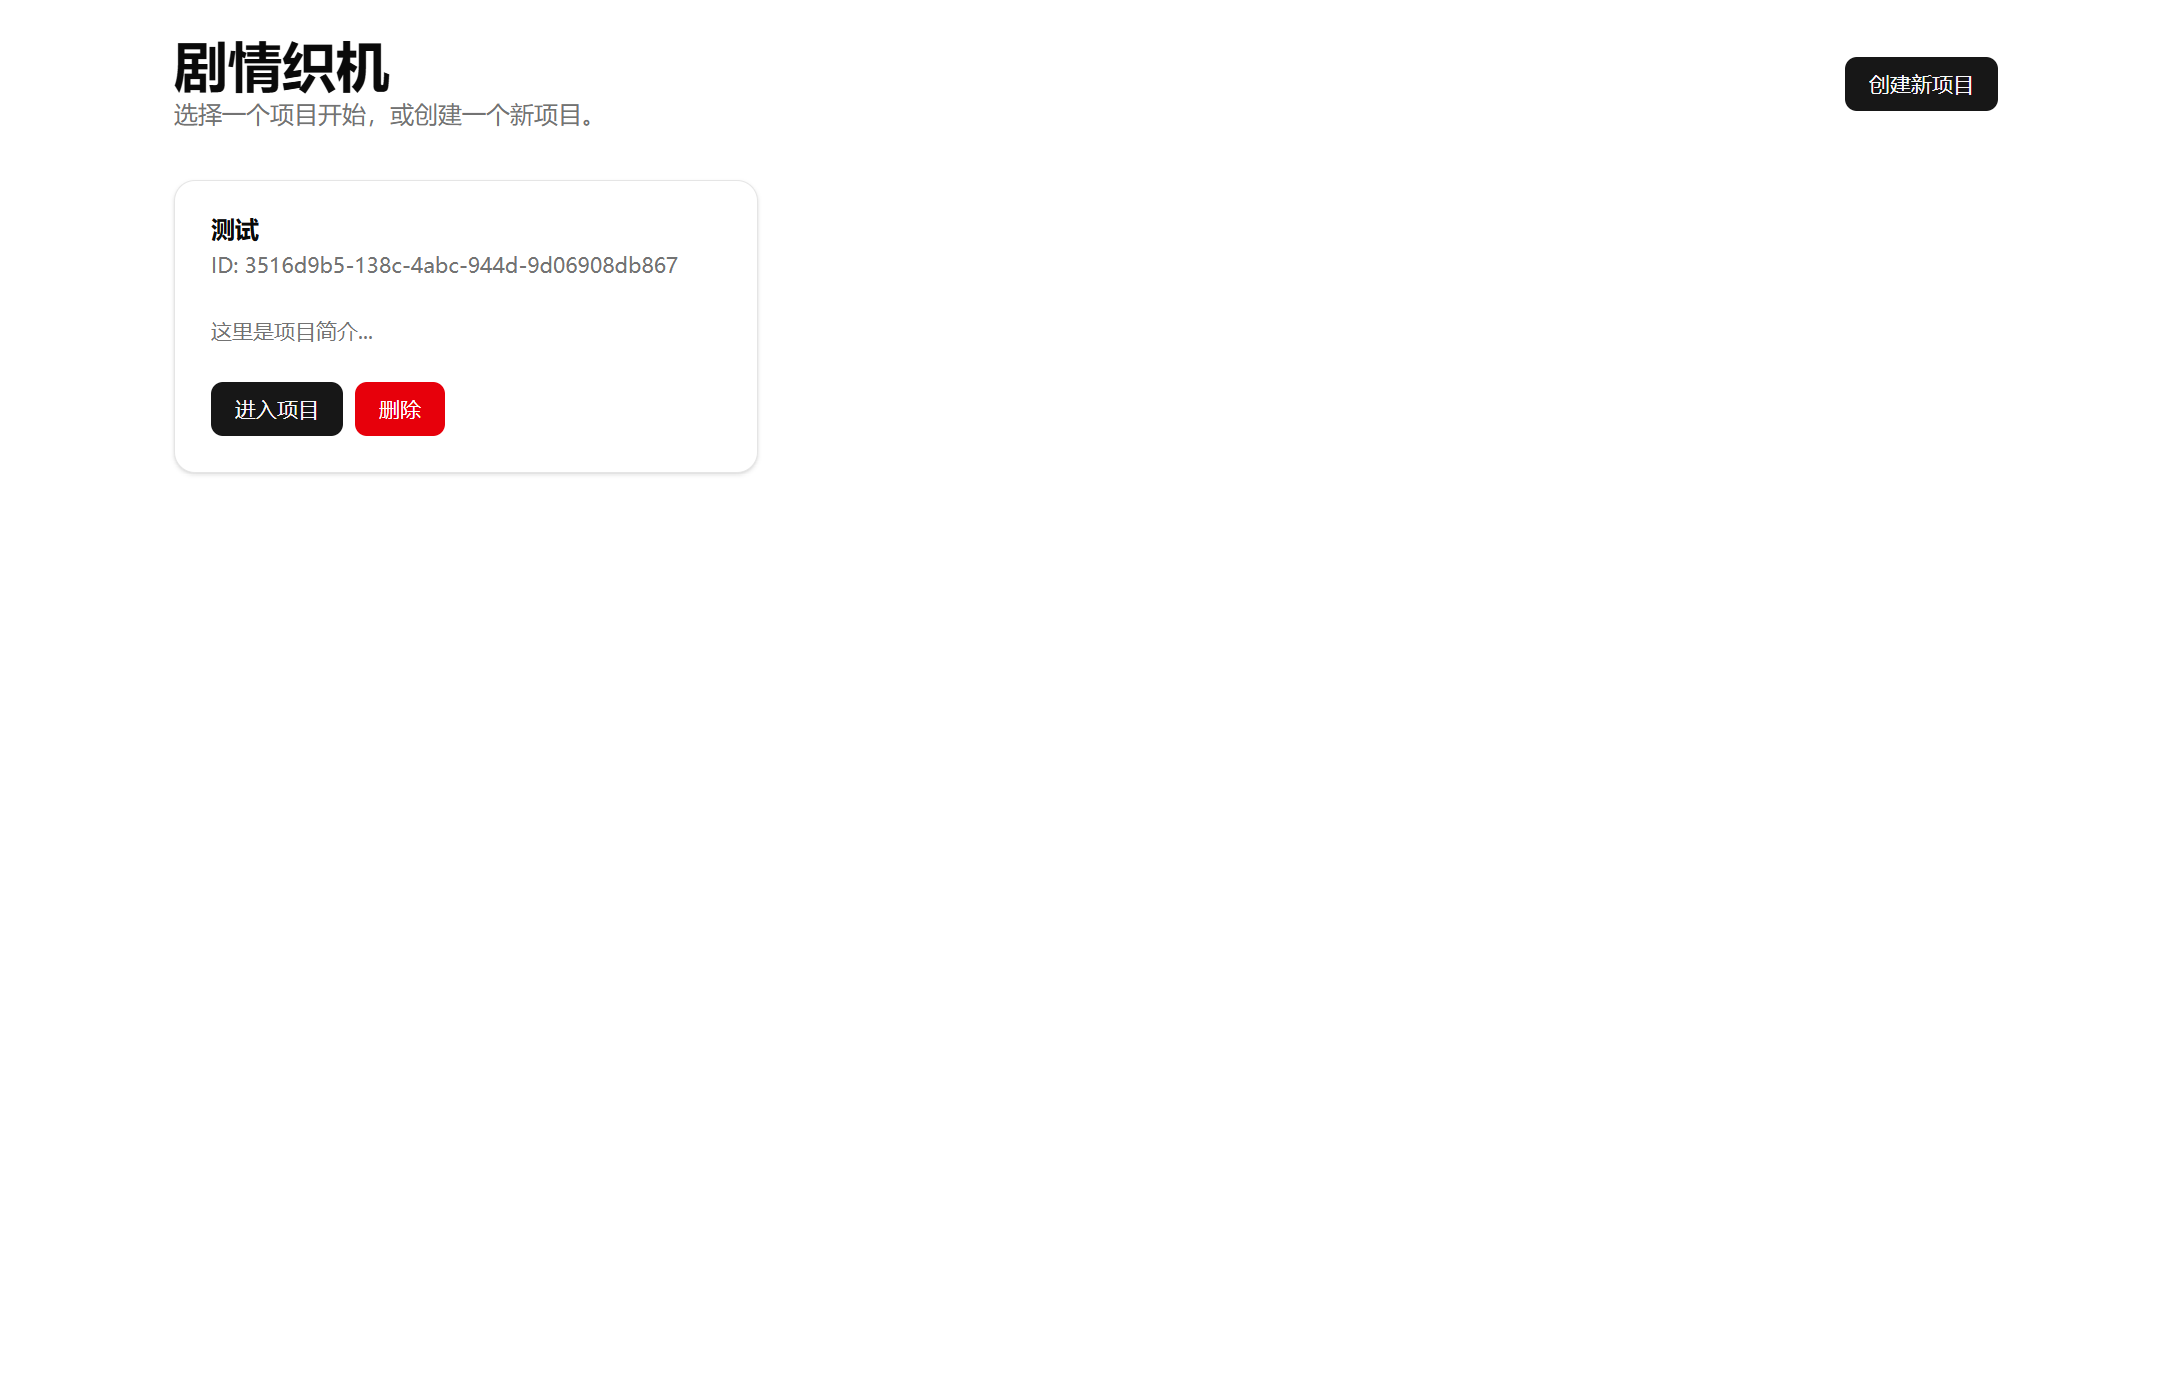 剧情织机
选择一个项目开始，或创建一个新项目。
创建新项目
测试
ID: 3516d9b5-138c-4abc-944d-9d06908db867
这里是项目简介...
进入项目
删除